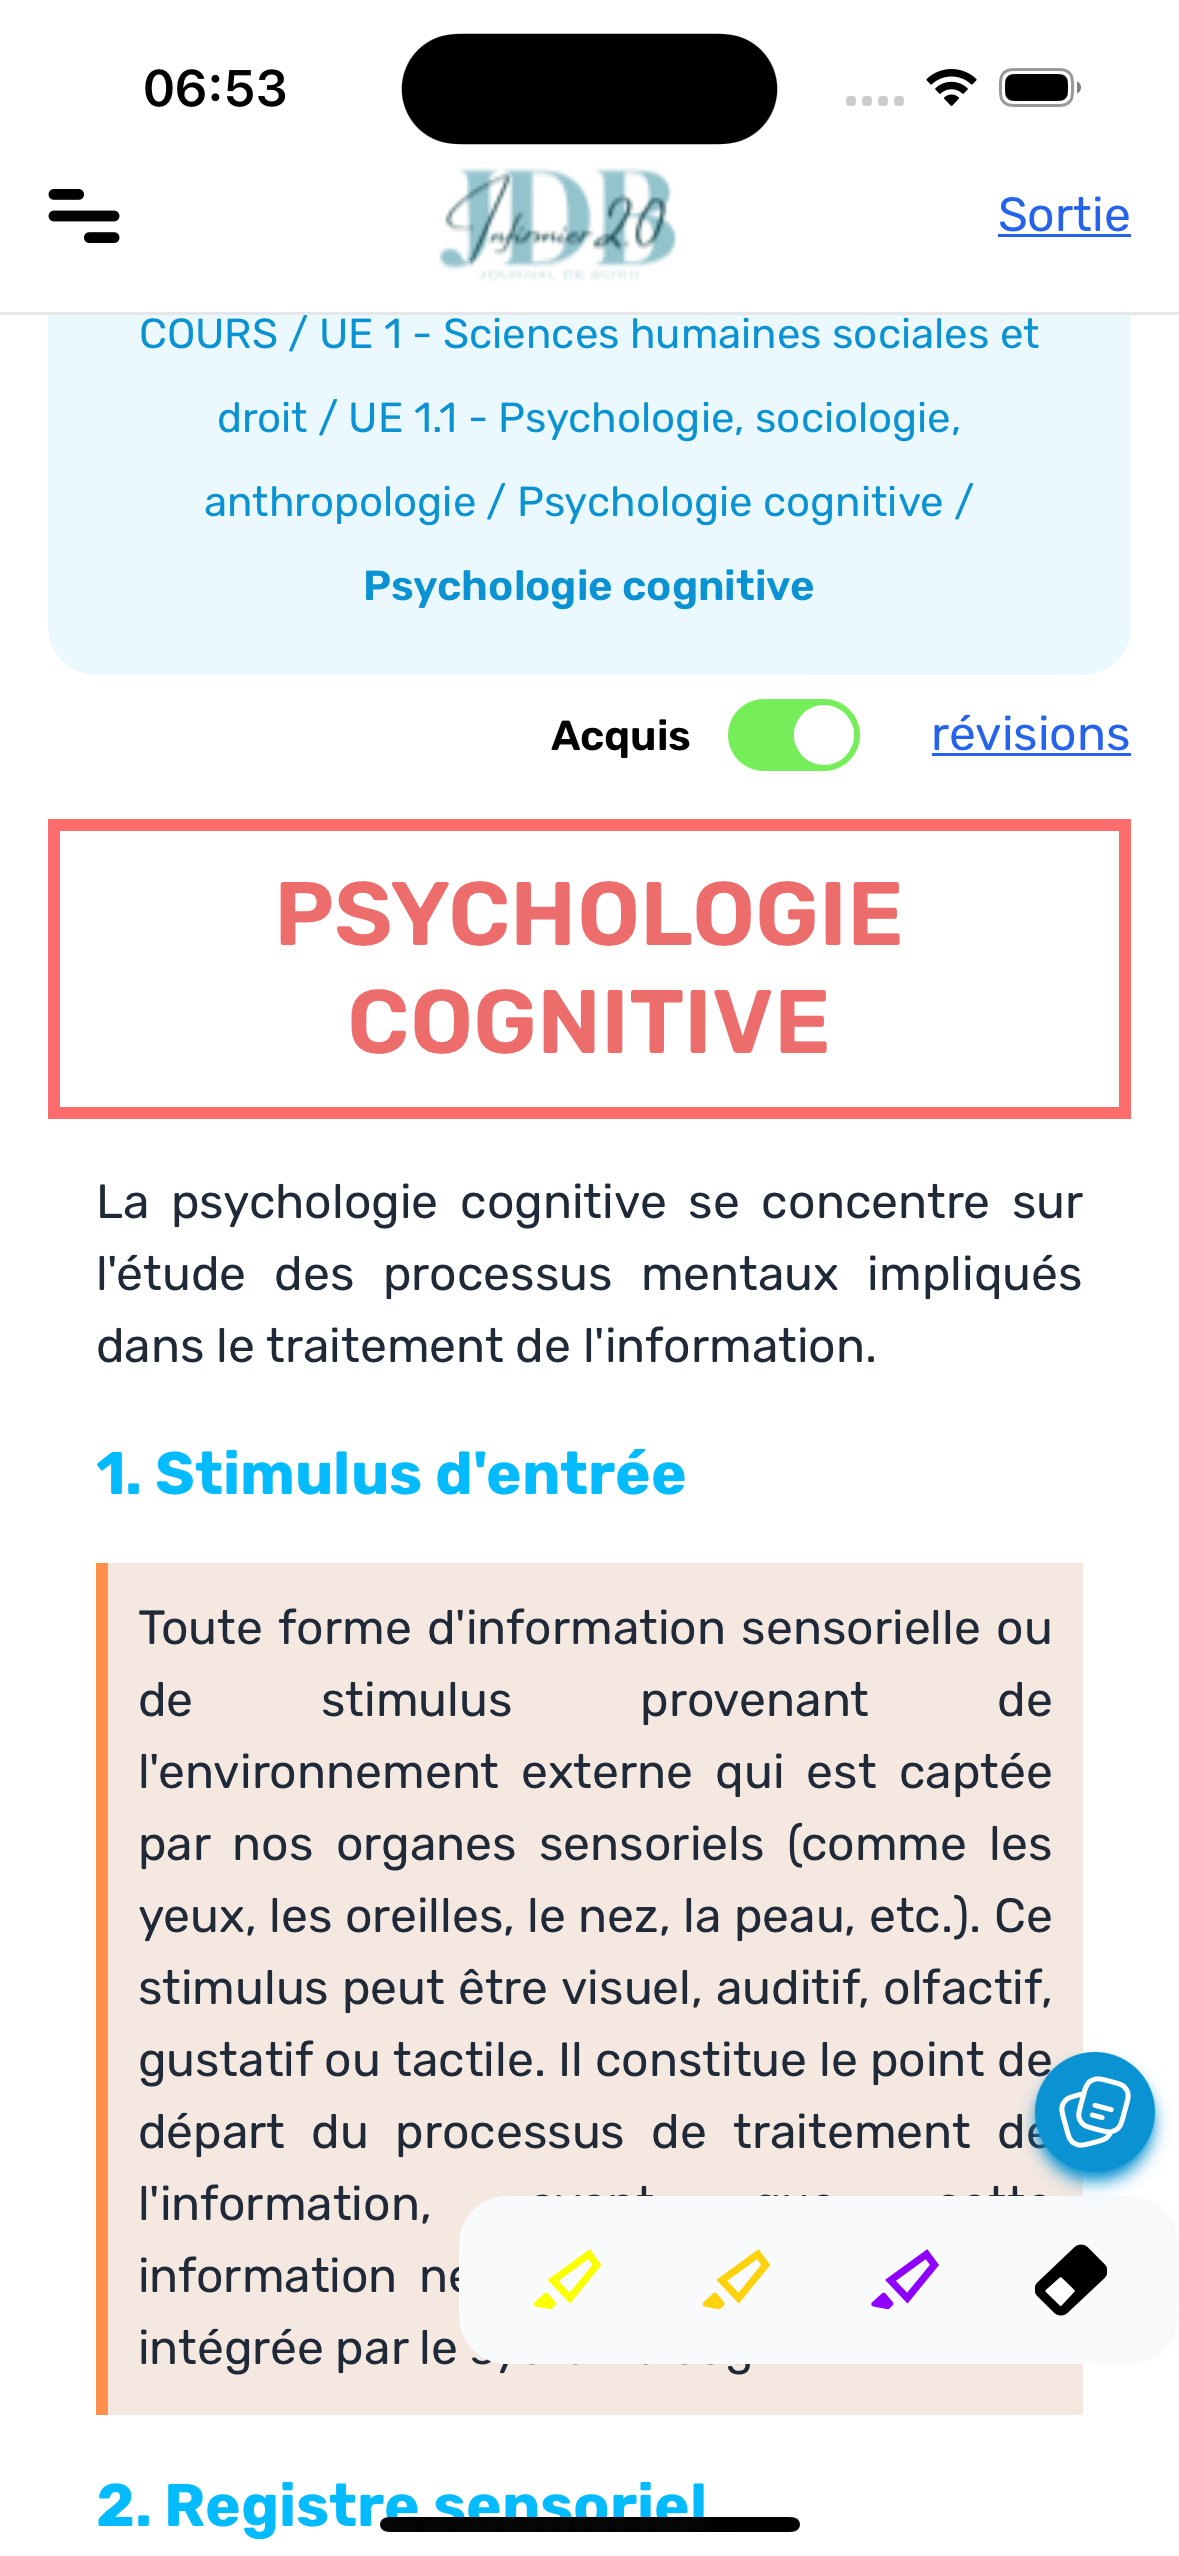 06:53
JDB
Infirmier 2.0
JOURNAL DE BORD
Sortie
COURS / UE 1 - Sciences humaines sociales et
droit / UE 1.1 - Psychologie, sociologie,
anthropologie / Psychologie cognitive /
Psychologie cognitive
Acquis
révisions
PSYCHOLOGIE
COGNITIVE
La psychologie cognitive se concentre sur
l'étude des processus mentaux impliqués
dans le traitement de l'information.
1. Stimulus d'entrée
Toute forme d'information sensorielle ou
de stimulus provenant de
l'environnement externe qui est captée
par nos organes sensoriels (comme les
yeux, les oreilles, le nez, la peau, etc.). Ce
stimulus peut être visuel, auditif, olfactif,
gustatif ou tactile. Il constitue le point de
départ du processus de traitement de
l'information,
information
intégrée par le
2. Registre sensoriel